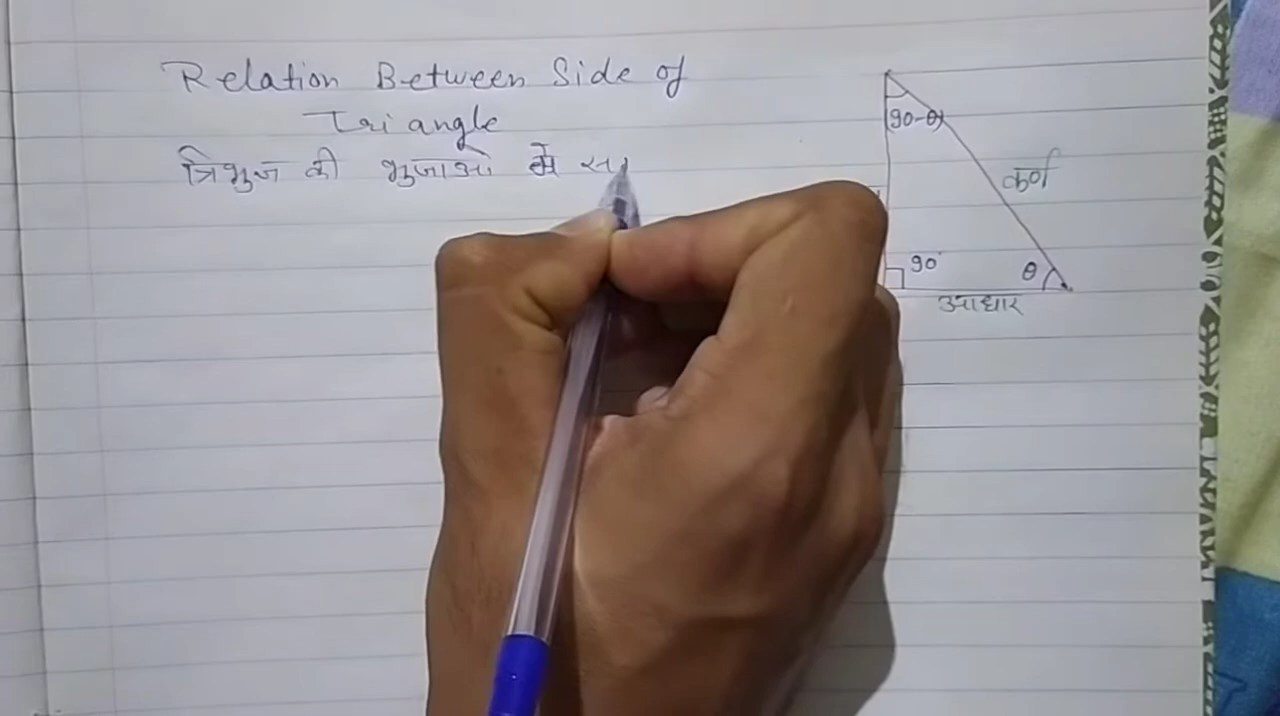 Relation Between Side of
Triangle
त्रिभुज की भुजाओं में
90-θ
कर्ण
90°
θ
आधार